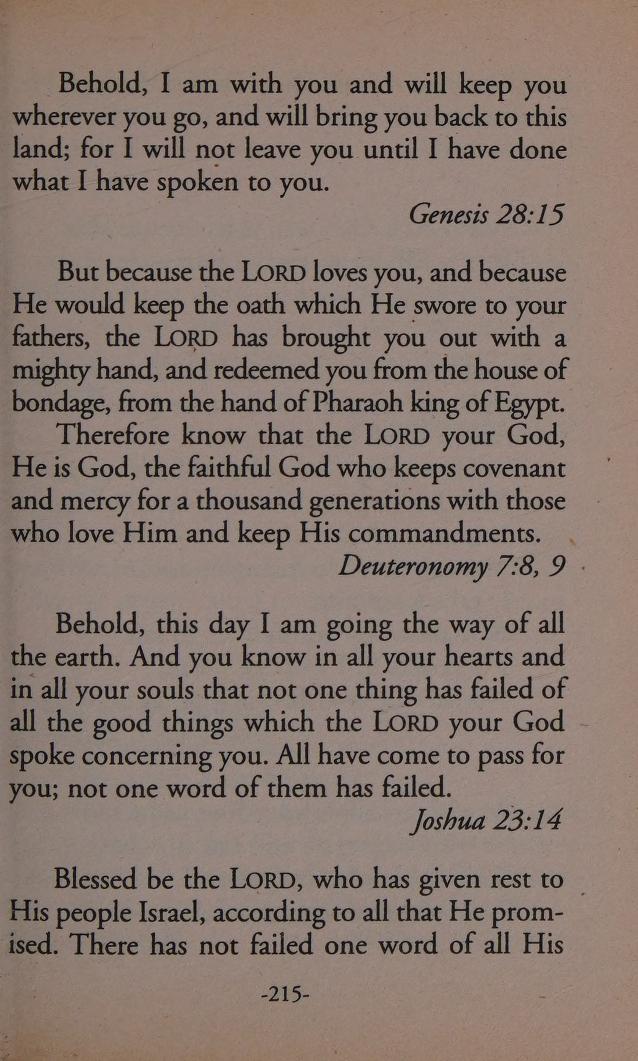 Behold, I am with you and will keep you
wherever you go, and will bring you back to this
land; for I will not leave you until I have done
what I have spoken to you.
Genesis 28:15
But because the LORD loves you, and because
He would keep the oath which He swore to your
fathers, the LORD has brought you out with a
mighty hand, and redeemed you from the house of
bondage, from the hand of Pharaoh king of Egypt.
Therefore know that the LORD your God,
He is God, the faithful God who keeps covenant
and mercy for a thousand generations with those
who love Him and keep His commandments.
Deuteronomy 7:8, 9
Behold, this day I am going the way of all
the earth. And you know in all your hearts and
in all your souls that not one thing has failed of
all the good things which the LORD your God
spoke concerning you. All have come to pass for
you; not one word of them has failed.
Joshua 23:14
Blessed be the LORD, who has given rest to
His people Israel, according to all that He prom-
ised. There has not failed one word of all His
-215-